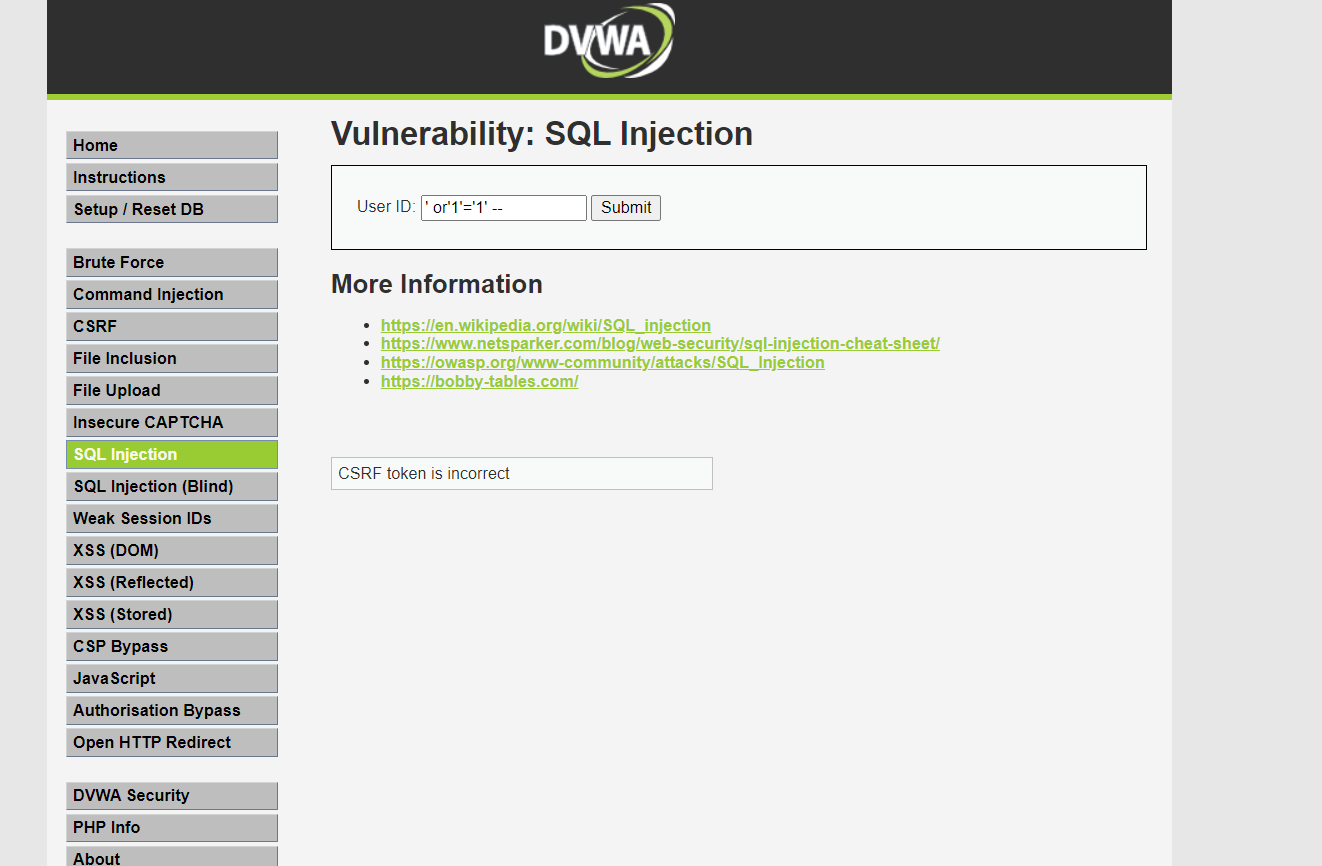 DVWA
Home
Instructions
Setup / Reset DB
Brute Force
Command Injection
CSRF
File Inclusion
File Upload
Insecure CAPTCHA
SQL Injection
SQL Injection (Blind)
Weak Session IDs
XSS (DOM)
XSS (Reflected)
XSS (Stored)
CSP Bypass
JavaScript
Authorisation Bypass
Open HTTP Redirect
DVWA Security
PHP Info
About
Vulnerability: SQL Injection
User ID: ' or'1'='1' -- Submit
More Information
https://en.wikipedia.org/wiki/SQL_injection
https://www.netsparker.com/blog/web-security/sql-injection-cheat-sheet/
https://owasp.org/www-community/attacks/SQL_Injection
https://bobby-tables.com/
CSRF token is incorrect